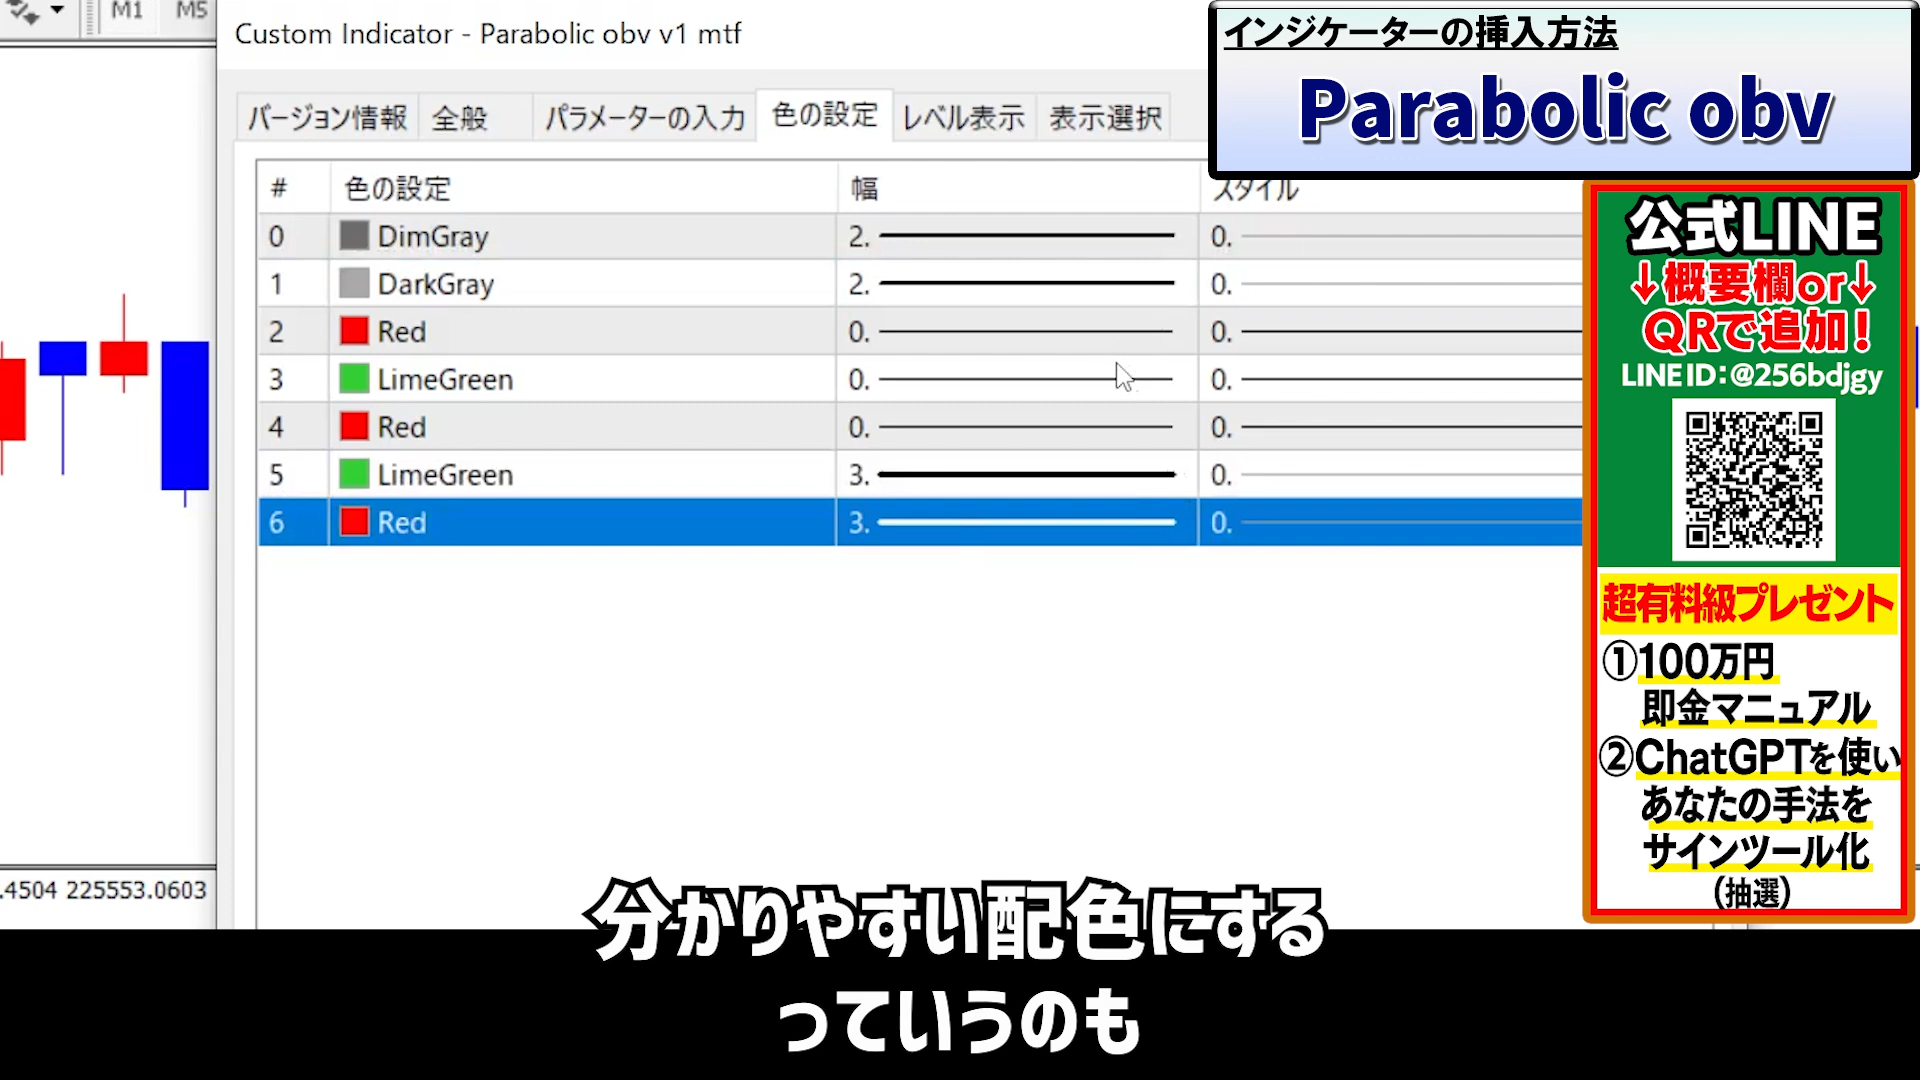 M1 M5
Custom Indicator - Parabolic obv v1 mtf
バージョン情報 全般 パラメーターの入力 色の設定 レベル表示 表示選択
# 色の設定 幅 スタイル
0 DimGray 2. 0.
1 DarkGray 2. 0.
2 Red 0. 0.
3 LimeGreen 0. 0.
4 Red 0. 0.
5 LimeGreen 3. 0.
6 Red 3. 0.
.4504 225553.0603
インジケーターの挿入方法
Parabolic obv
公式LINE
↓概要欄or↓
QRで追加!
LINE ID:@256bdjgy
超有料級プレゼント
①100万円
即金マニュアル
②ChatGPTを使い
あなたの手法を
サインツール化
(抽選)
分かりやすい配色にする
っていうのも